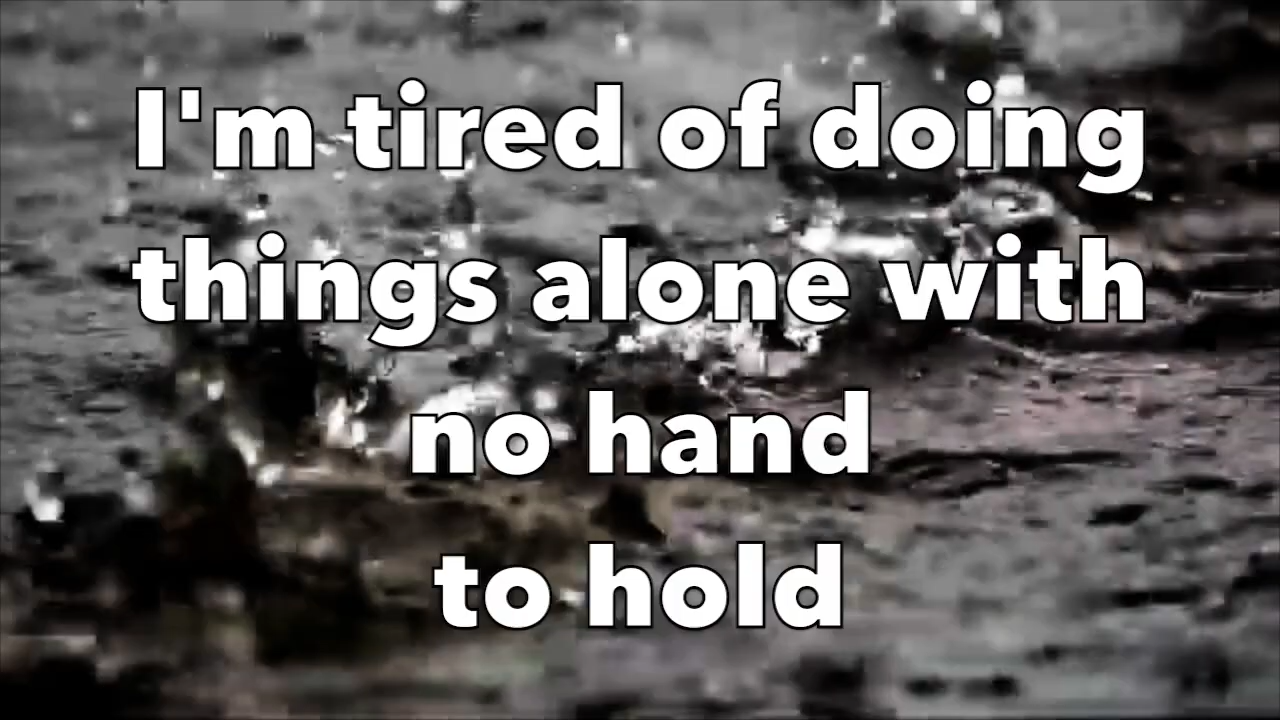 I'm tired of doing
things alone with
no hand
to hold